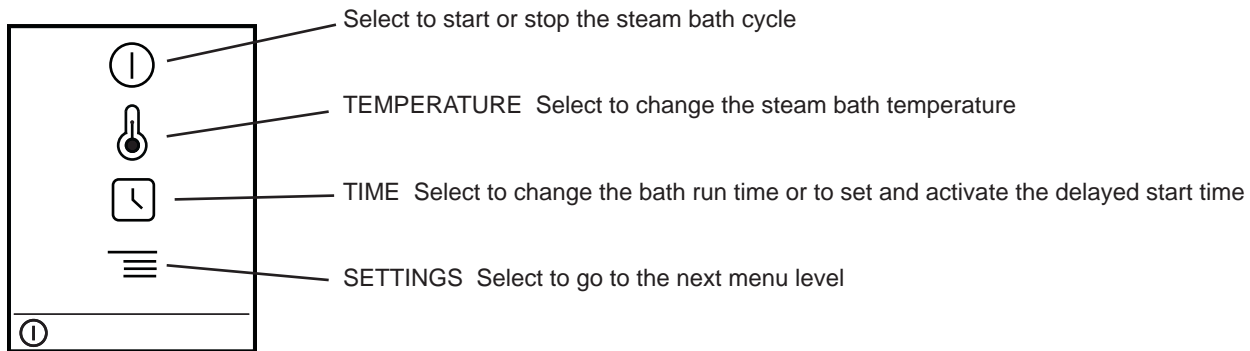 Select to start or stop the steam bath cycle
TEMPERATURE Select to change the steam bath temperature
TIME Select to change the bath run time or to set and activate the delayed start time
SETTINGS Select to go to the next menu level